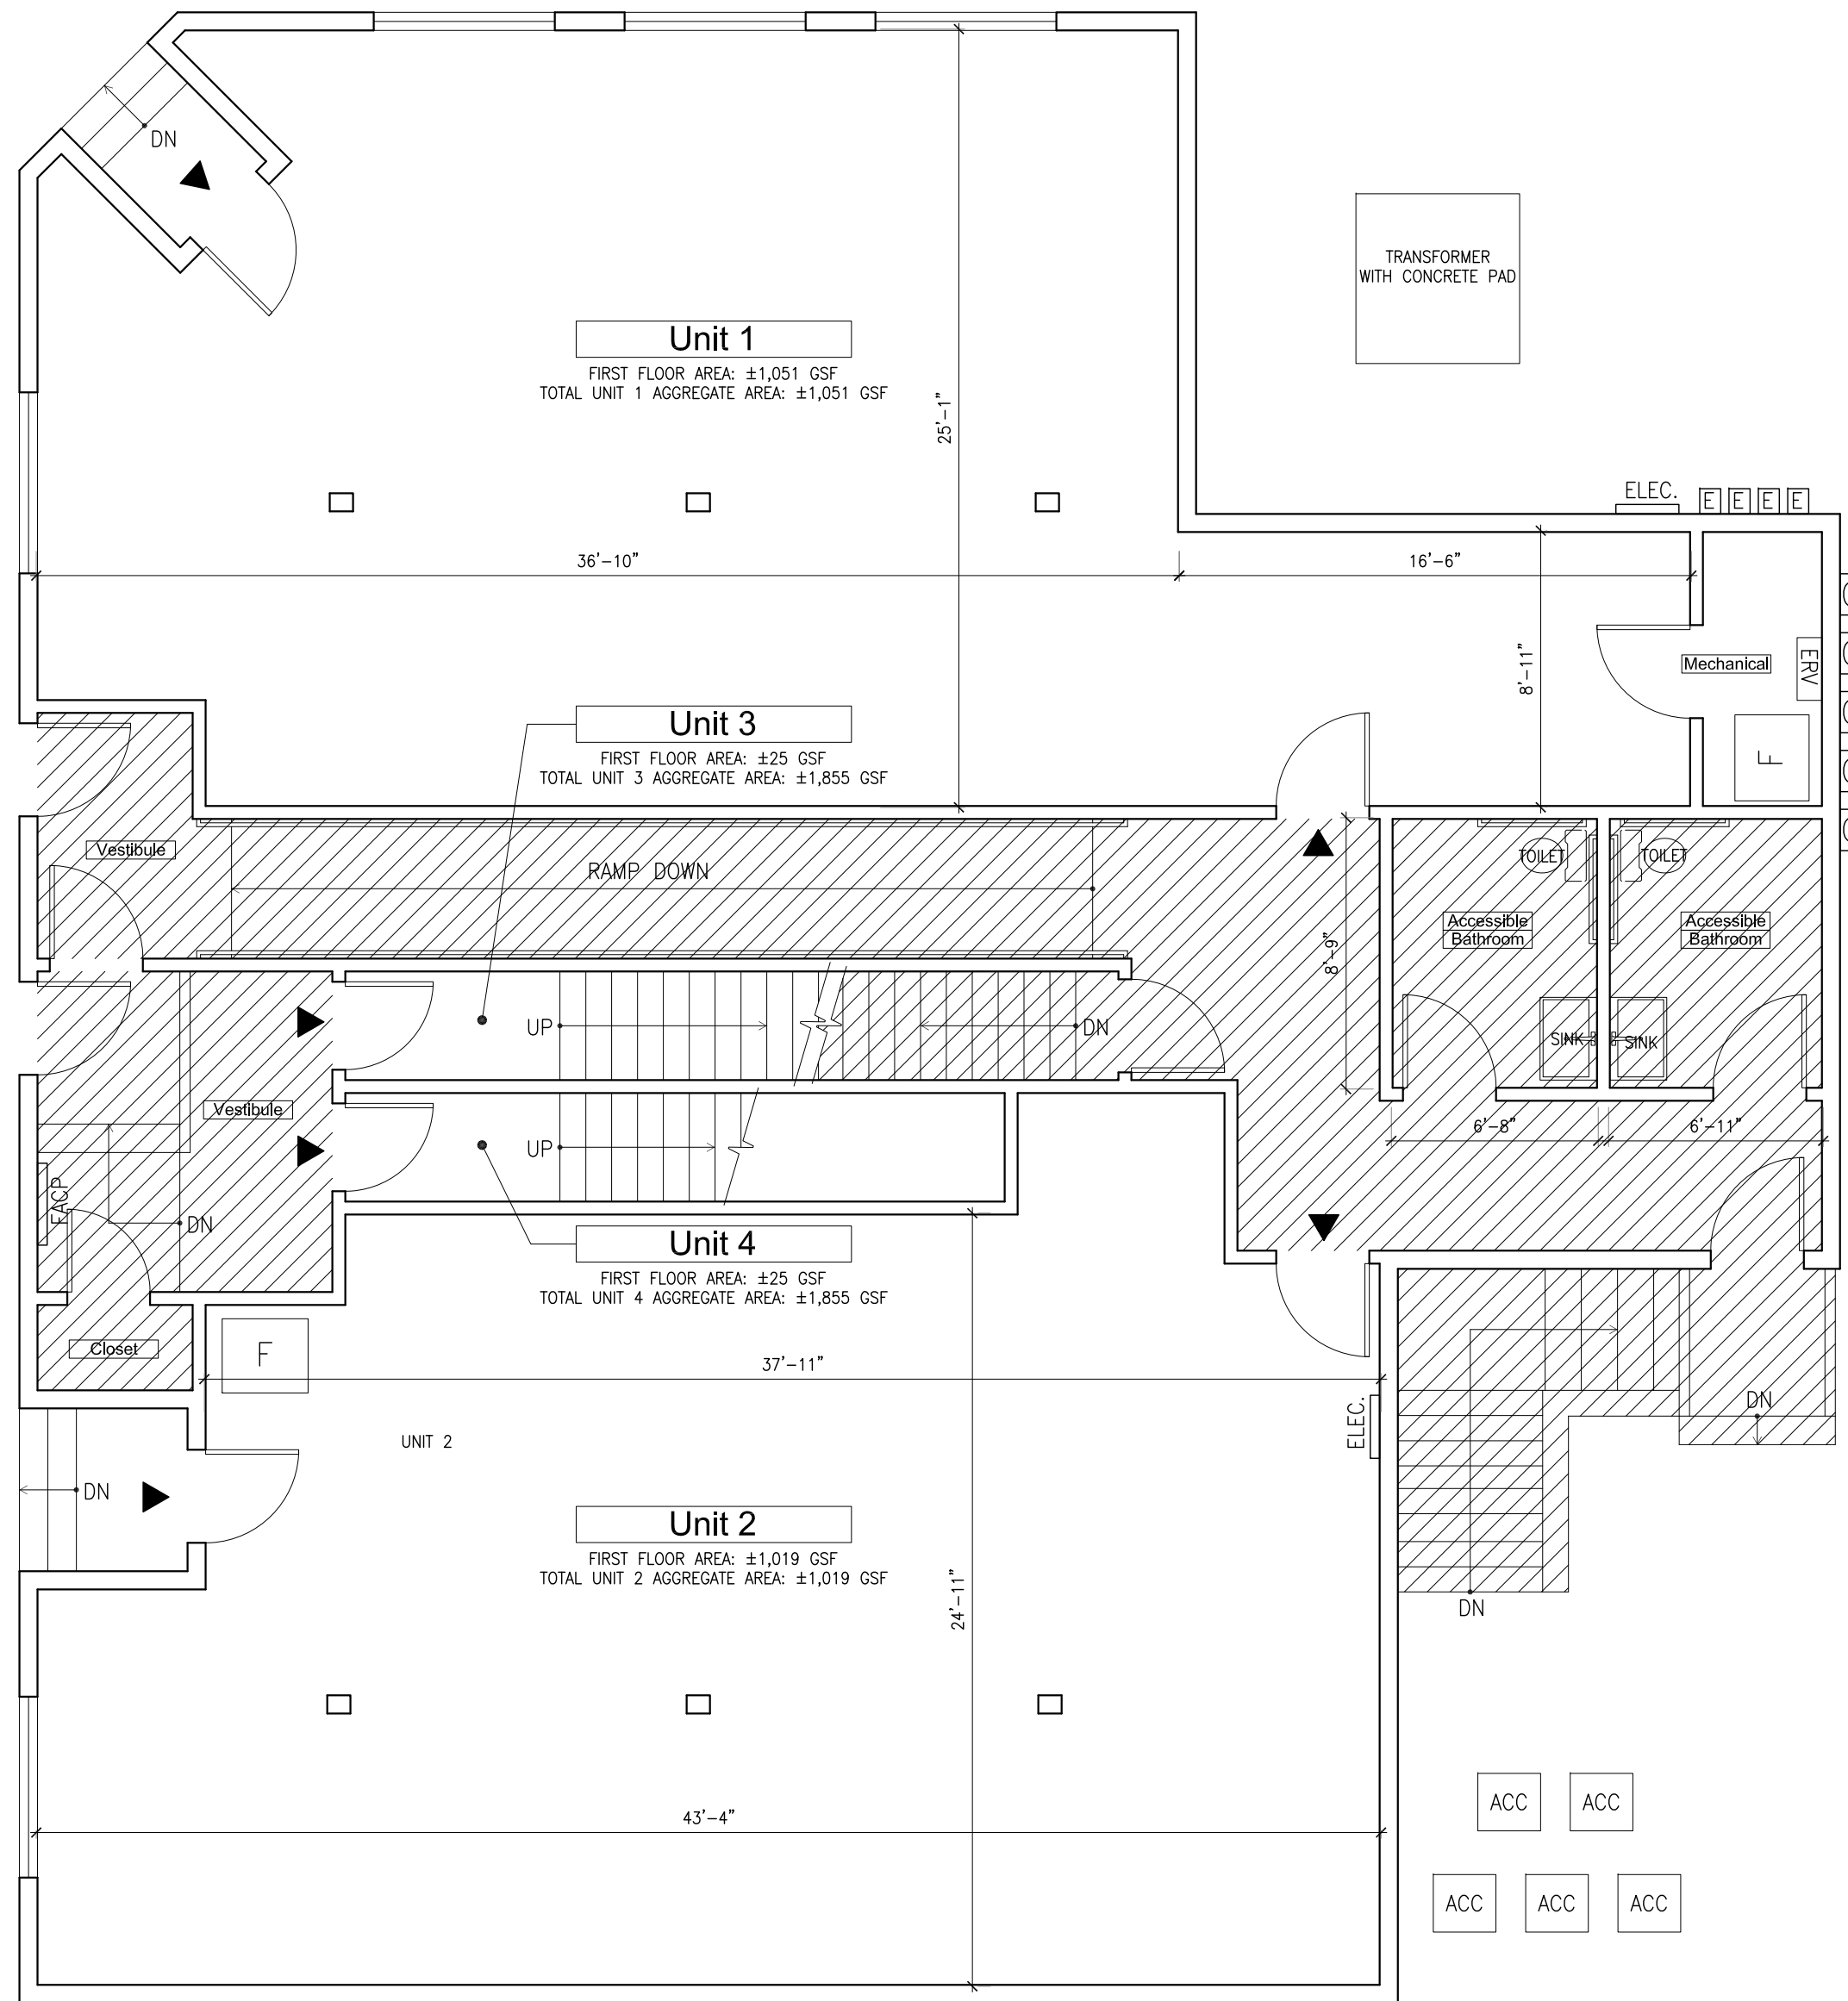 DN
TRANSFORMER
WITH CONCRETE PAD
Unit 1
FIRST FLOOR AREA: ±1,051 GSF
TOTAL UNIT 1 AGGREGATE AREA: ±1,051 GSF
25'-1"
ELEC.
E E E E
36'-10"
16'-6"
8'-11"
Mechanical
ERV
F
Unit 3
FIRST FLOOR AREA: ±25 GSF
TOTAL UNIT 3 AGGREGATE AREA: ±1,855 GSF
Vestibule
RAMP DOWN
TOILET
TOILET
Accessible
Bathroom
Accessible
Bathroom
8'-9"
UP
DN
SINK
SINK
Vestibule
UP
6'-8"
6'-11"
FACP
DN
Unit 4
FIRST FLOOR AREA: ±25 GSF
TOTAL UNIT 4 AGGREGATE AREA: ±1,855 GSF
Closet
F
37'-11"
ELEC.
DN
UNIT 2
DN
Unit 2
FIRST FLOOR AREA: ±1,019 GSF
TOTAL UNIT 2 AGGREGATE AREA: ±1,019 GSF
24'-11"
DN
43'-4"
ACC
ACC
ACC
ACC
ACC